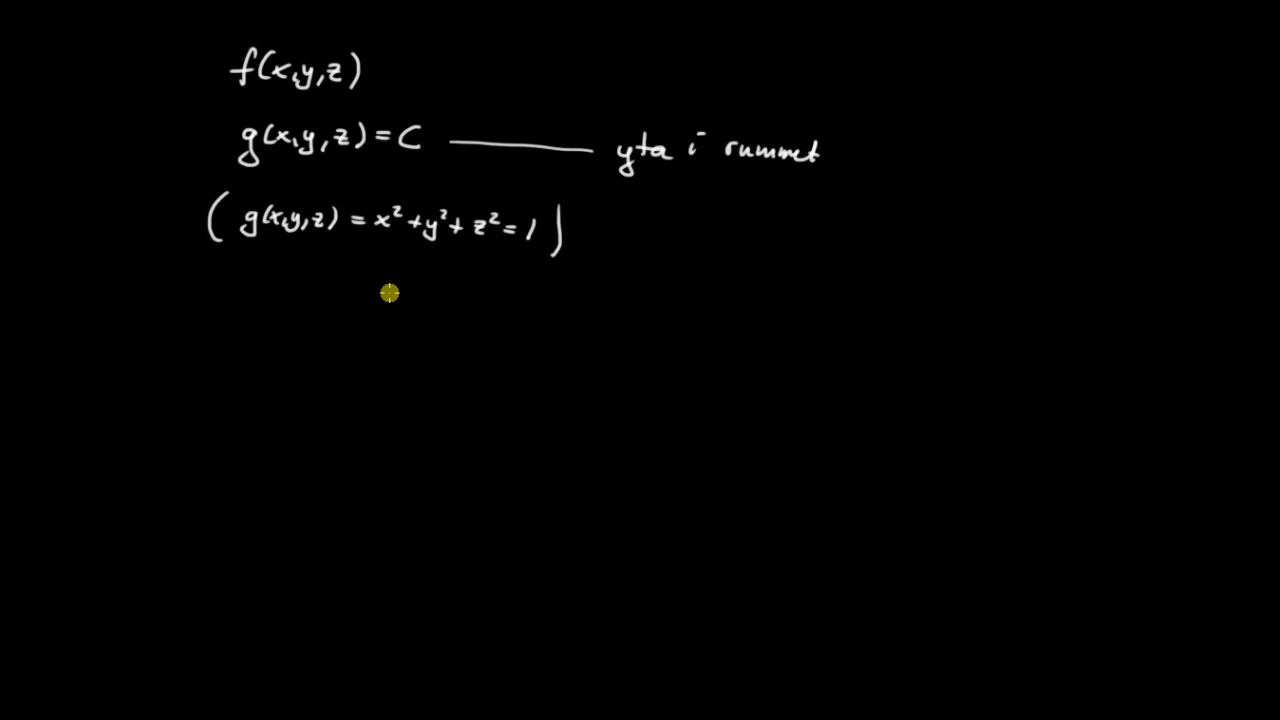 f(x,y,z)
g(x,y,z) = C ——— yta i rummet
( g(x,y,z) = x² + y² + z² = 1 )